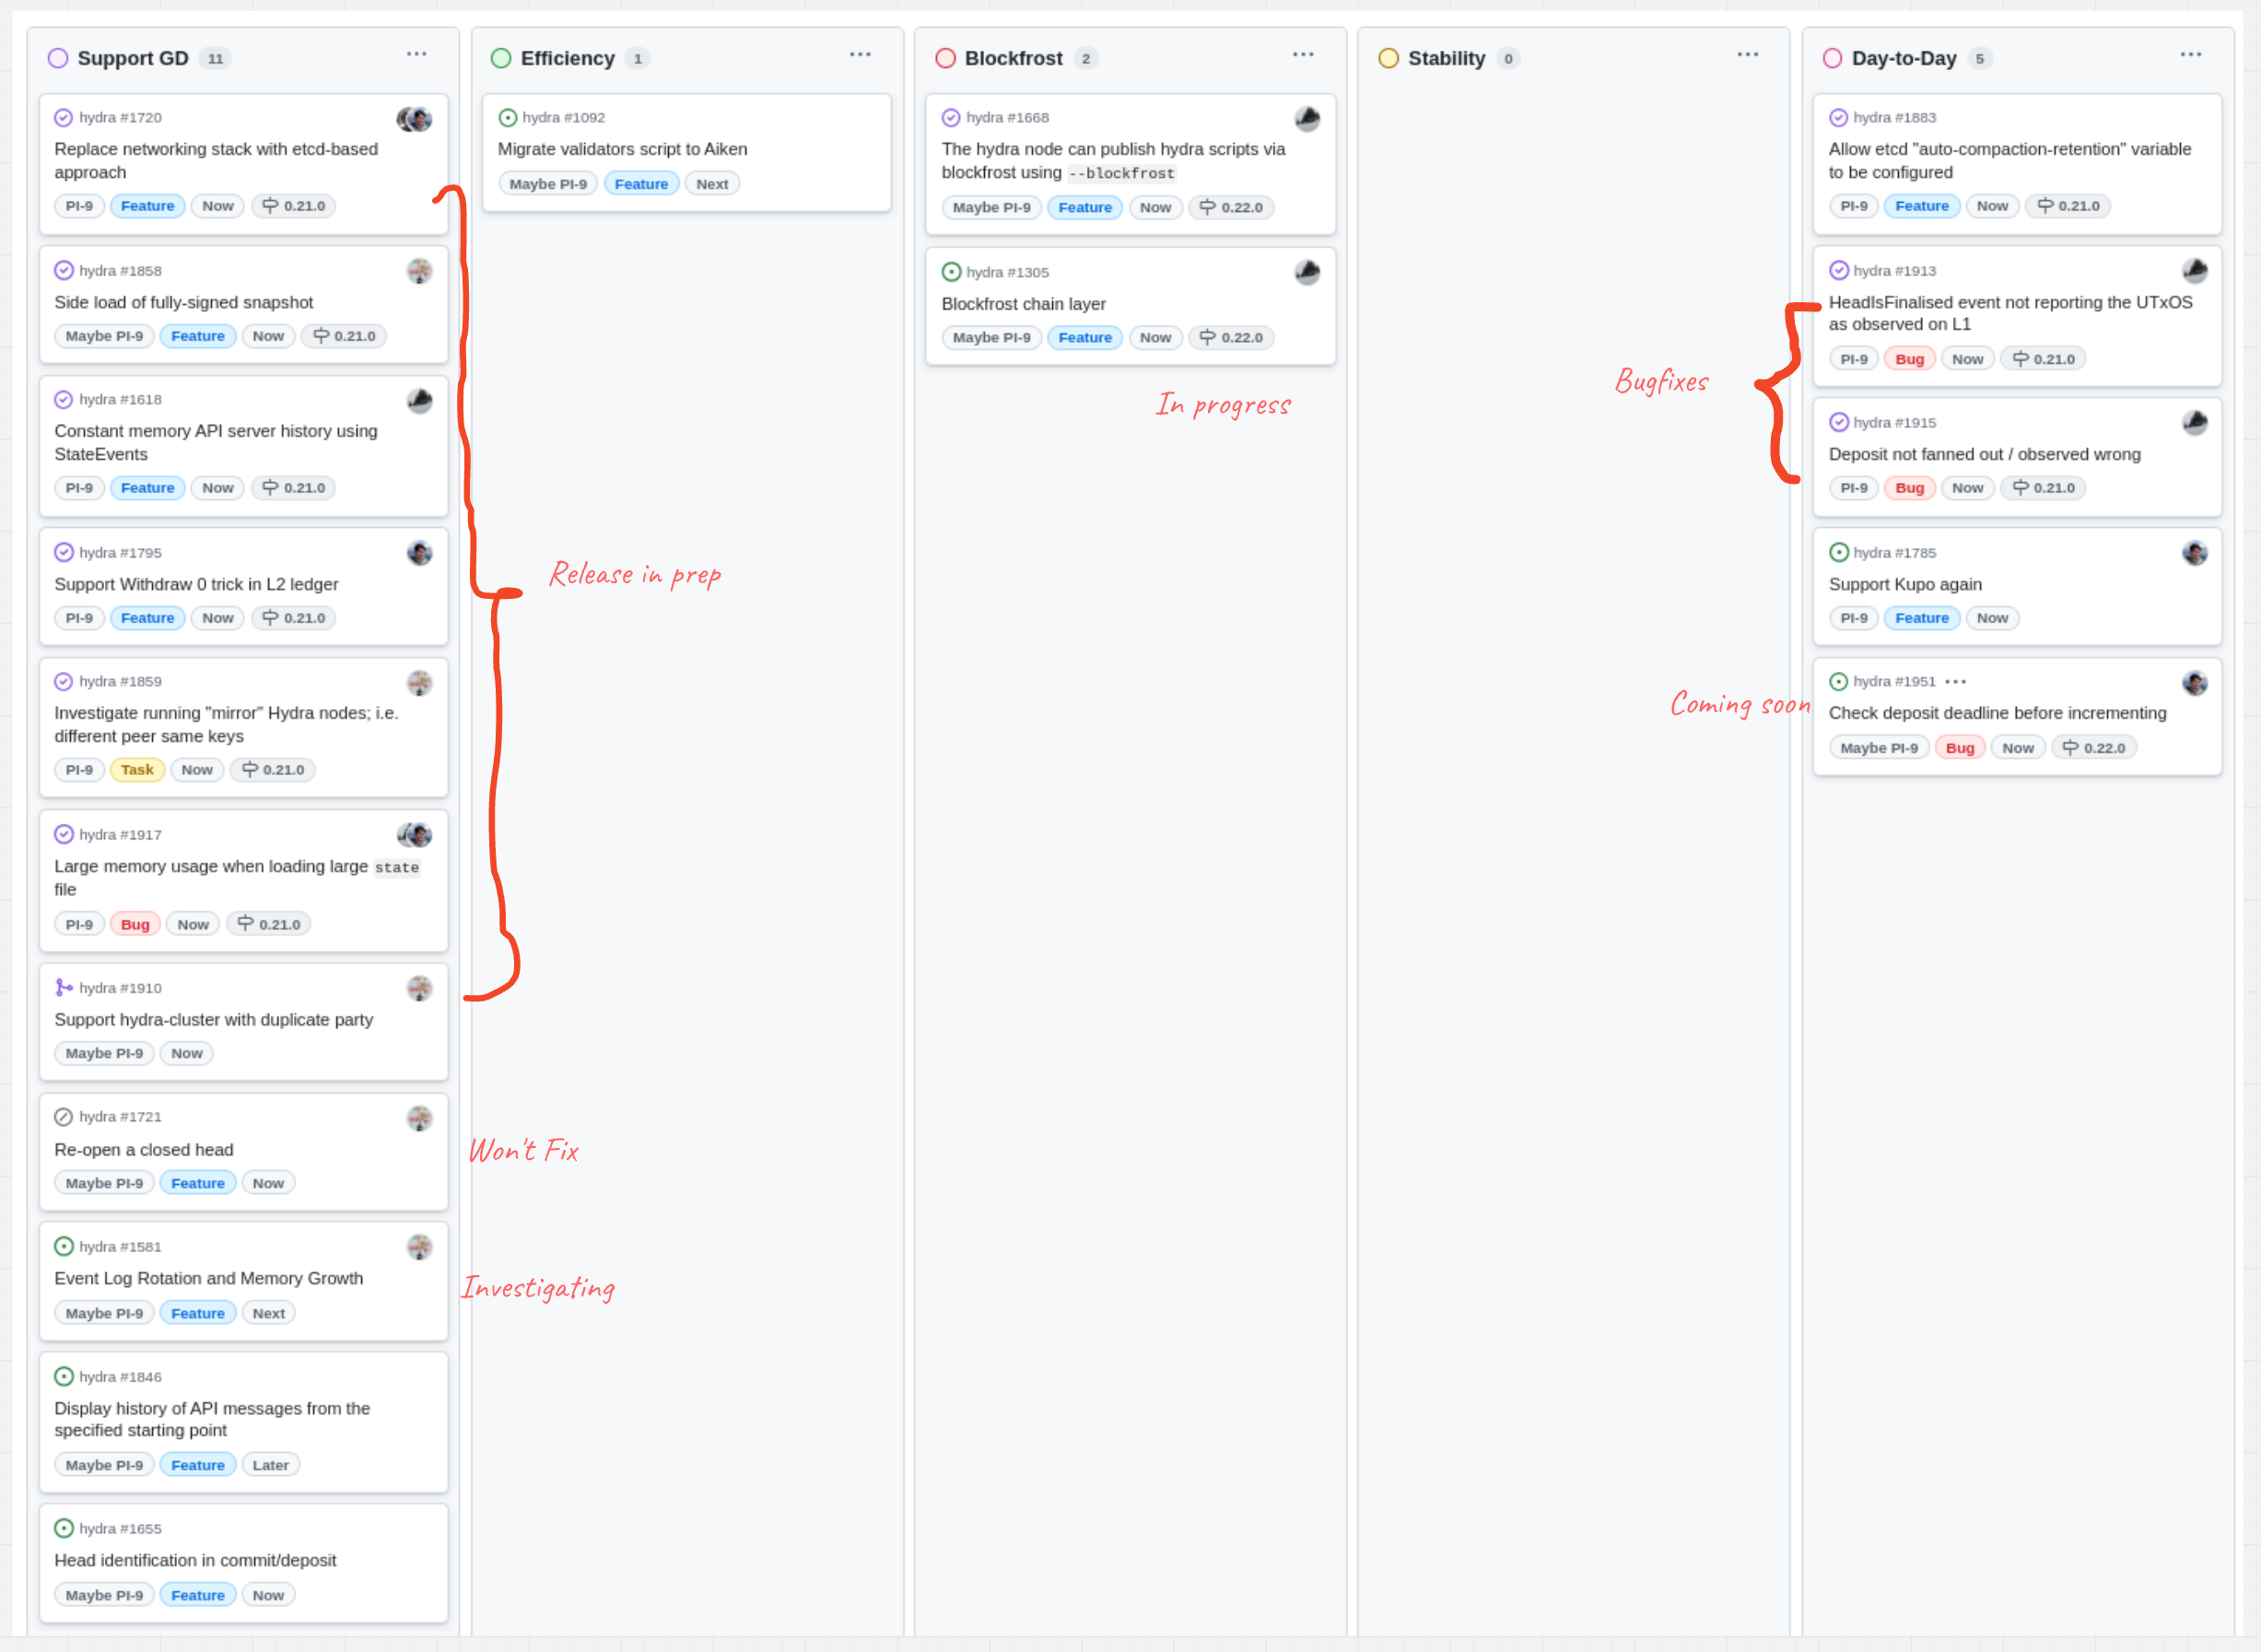 Support GD 11
hydra #1720
Replace networking stack with etcd-based
approach
PI-9 Feature Now 0.21.0
hydra #1858
Side load of fully-signed snapshot
Maybe PI-9 Feature Now 0.21.0
hydra #1618
Constant memory API server history using
StateEvents
PI-9 Feature Now 0.21.0
hydra #1795
Support Withdraw 0 trick in L2 ledger
PI-9 Feature Now 0.21.0
hydra #1859
Investigate running "mirror" Hydra nodes; i.e.
different peer same keys
PI-9 Task Now 0.21.0
hydra #1917
Large memory usage when loading large state
file
PI-9 Bug Now 0.21.0
hydra #1910
Support hydra-cluster with duplicate party
Maybe PI-9 Now
hydra #1721
Re-open a closed head
Maybe PI-9 Feature Now
hydra #1581
Event Log Rotation and Memory Growth
Maybe PI-9 Feature Next
hydra #1846
Display history of API messages from the
specified starting point
Maybe PI-9 Feature Later
hydra #1655
Head identification in commit/deposit
Maybe PI-9 Feature Now
Efficiency 1
hydra #1092
Migrate validators script to Aiken
Maybe PI-9 Feature Next
Release in prep
Won't Fix
Investigating
Blockfrost 2
hydra #1668
The hydra node can publish hydra scripts via
blockfrost using --blockfrost
Maybe PI-9 Feature Now 0.22.0
hydra #1305
Blockfrost chain layer
Maybe PI-9 Feature Now 0.22.0
In progress
Stability 0
Bugfixes
Coming soon
Day-to-Day 5
hydra #1883
Allow etcd "auto-compaction-retention" variable
to be configured
PI-9 Feature Now 0.21.0
hydra #1913
HeadIsFinalised event not reporting the UTxOS
as observed on L1
PI-9 Bug Now 0.21.0
hydra #1915
Deposit not fanned out / observed wrong
PI-9 Bug Now 0.21.0
hydra #1785
Support Kupo again
PI-9 Feature Now
hydra #1951
Check deposit deadline before incrementing
Maybe PI-9 Bug Now 0.22.0